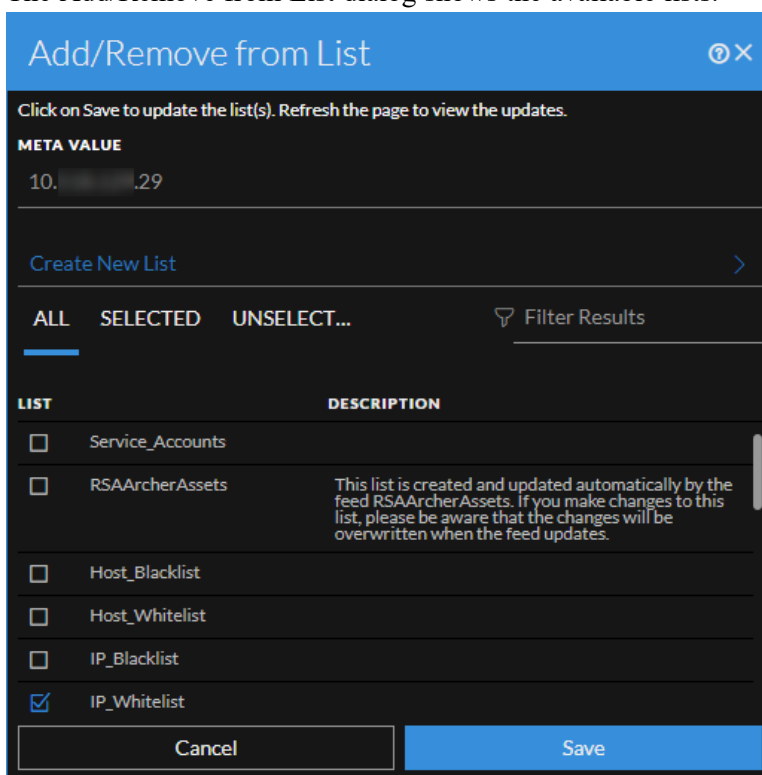 The Add/Remove from List dialog shows the available lists.
Add/Remove from List
Click on Save to update the list(s). Refresh the page to view the updates.
META VALUE
10. .29
Create New List
ALL SELECTED UNSELECT... Filter Results
LIST DESCRIPTION
Service_Accounts
RSAArcherAssets This list is created and updated automatically by the
feed RSAArcherAssets. If you make changes to this
list, please be aware that the changes will be
overwritten when the feed updates.
Host_Blacklist
Host_Whitelist
IP_Blacklist
IP_Whitelist
Cancel Save